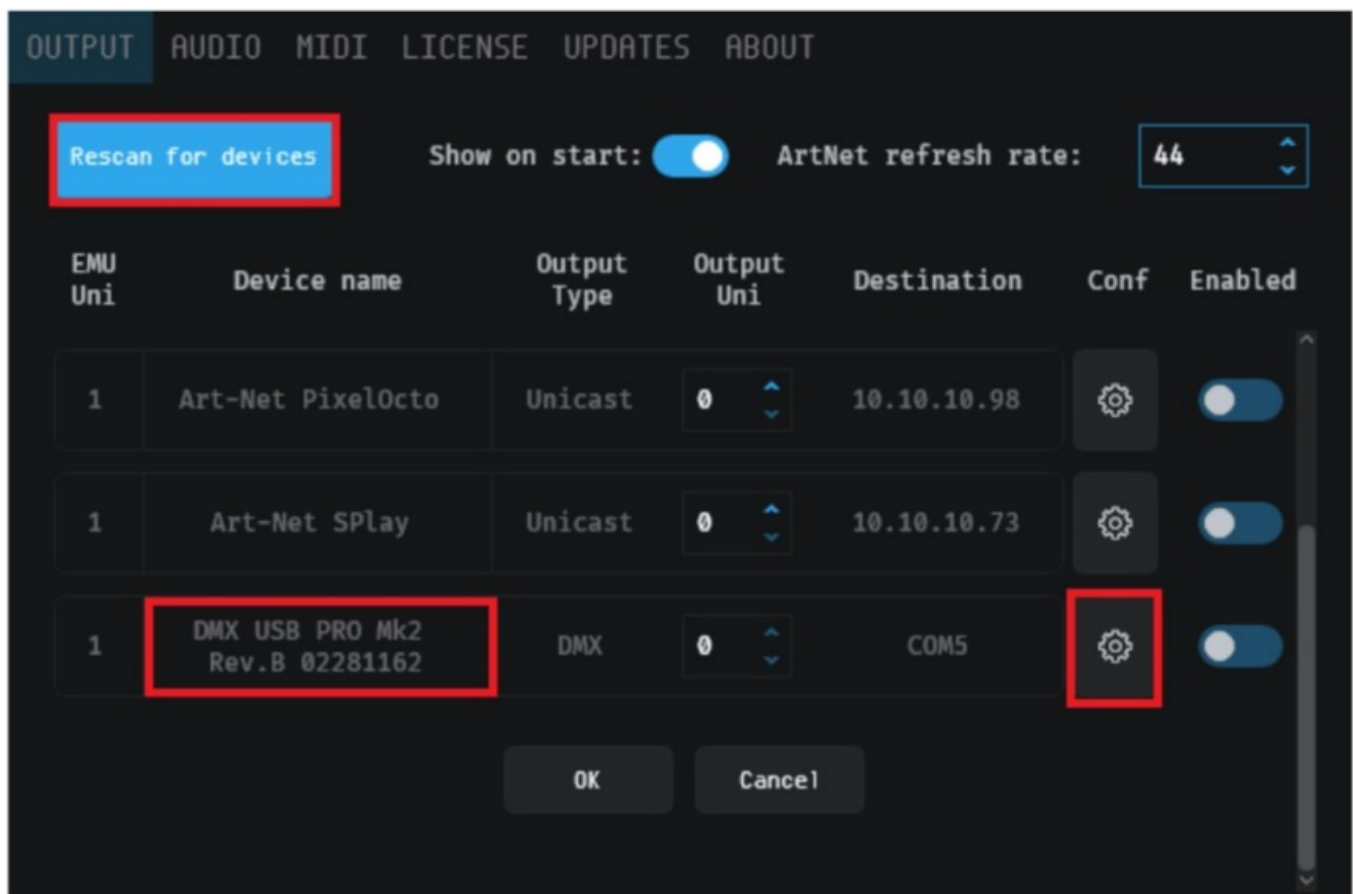 OUTPUT AUDIO MIDI LICENSE UPDATES ABOUT
Rescan for devices Show on start: ArtNet refresh rate: 44
EMU Uni Device name Output Type Output Uni Destination Conf Enabled
1 Art-Net PixelOcto Unicast 0 10.10.10.98
1 Art-Net SPlay Unicast 0 10.10.10.73
1 DMX USB PRO Mk2 Rev.B 02281162 DMX 0 COM5
OK Cancel